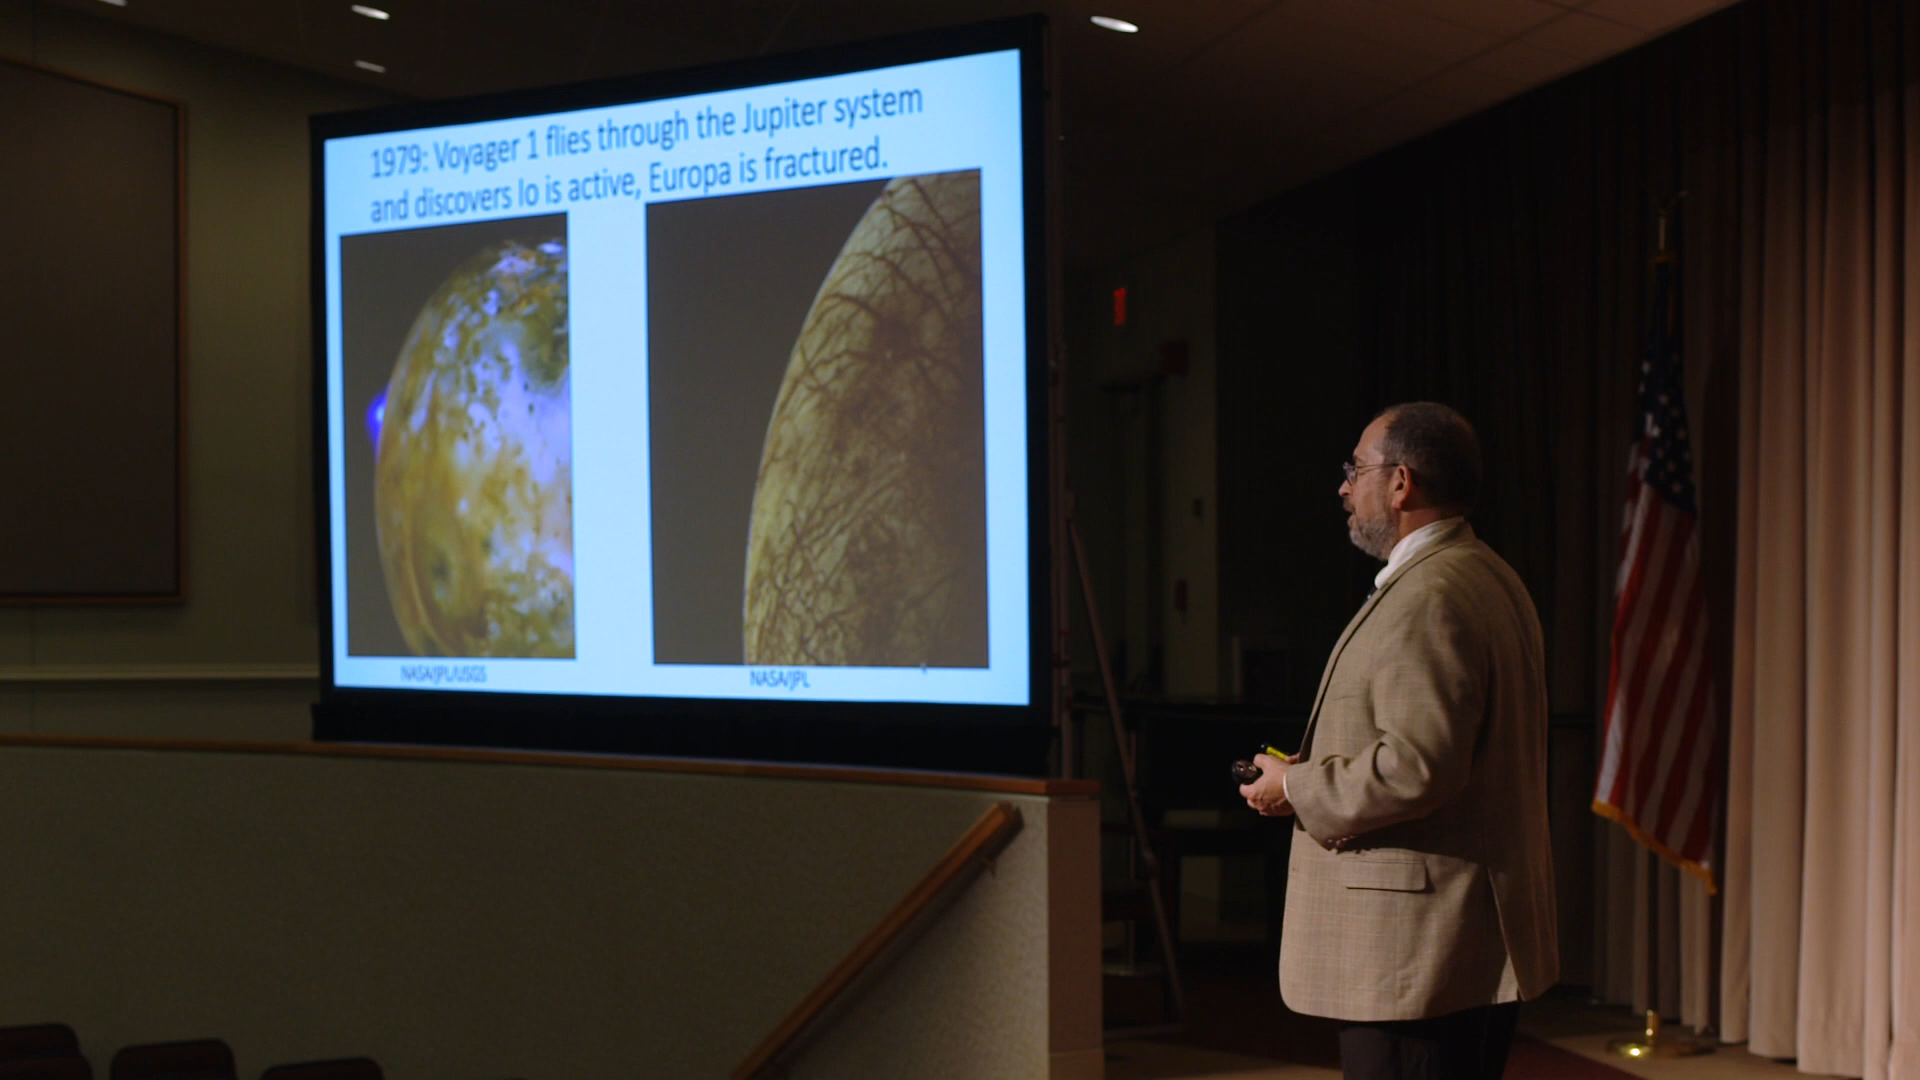 1979: Voyager 1 flies through the Jupiter system
and discovers Io is active, Europa is fractured.
NASA/JPL/USGS
NASA/JPL